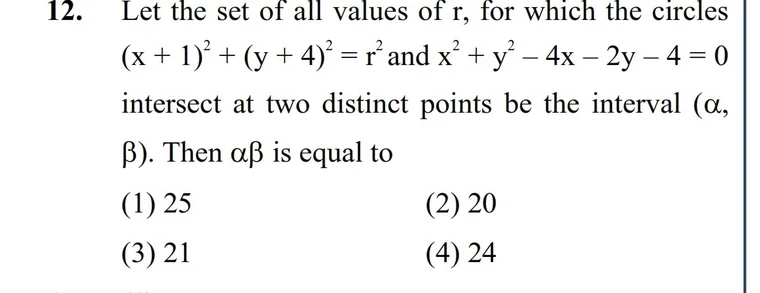 12. Let the set of all values of r, for which the circles
(x + 1)² + (y + 4)² = r² and x² + y² – 4x – 2y – 4 = 0
intersect at two distinct points be the interval (α,
β). Then αβ is equal to
(1) 25 (2) 20
(3) 21 (4) 24